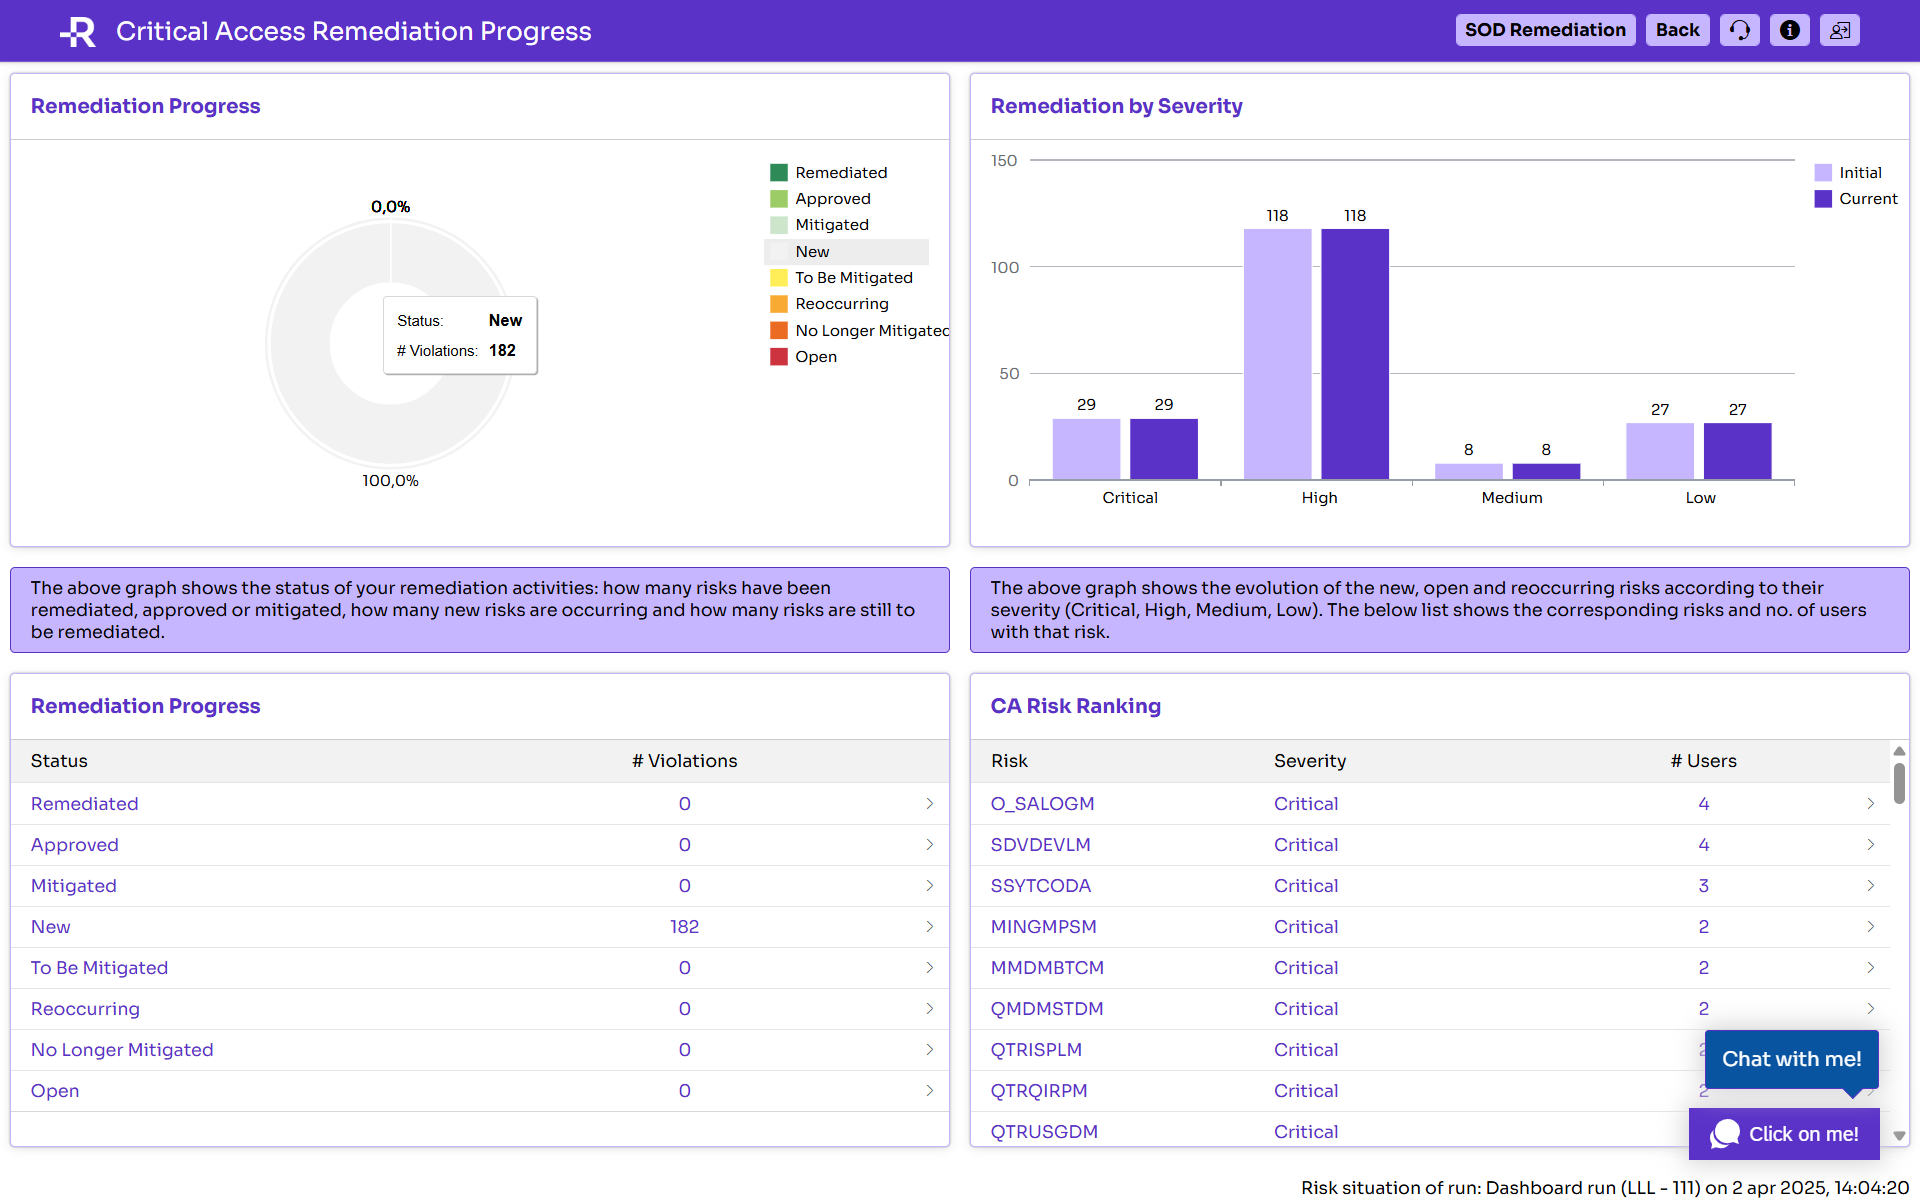 Critical Access Remediation Progress
SOD Remediation
Back
Remediation Progress
0,0%
100,0%
Status: New
# Violations: 182
Remediated
Approved
Mitigated
New
To Be Mitigated
Reoccurring
No Longer Mitigated
Open
Remediation by Severity
150
100
50
0
29 29
118 118
8 8
27 27
Critical High Medium Low
Initial
Current
The above graph shows the status of your remediation activities: how many risks have been
remediated, approved or mitigated, how many new risks are occurring and how many risks are still to
be remediated.
The above graph shows the evolution of the new, open and reoccurring risks according to their
severity (Critical, High, Medium, Low). The below list shows the corresponding risks and no. of users
with that risk.
Remediation Progress
Status # Violations
Remediated 0
Approved 0
Mitigated 0
New 182
To Be Mitigated 0
Reoccurring 0
No Longer Mitigated 0
Open 0
CA Risk Ranking
Risk Severity # Users
O_SALOGM Critical 4
SDVDEVLM Critical 4
SSYTCODA Critical 3
MINGMPSM Critical 2
MMDMBTCM Critical 2
QMDMSTDM Critical 2
QTRISPLM Critical
QTRQIRPM Critical
QTRUSGDM Critical
Chat with me!
Click on me!
Risk situation of run: Dashboard run (LLL - 111) on 2 apr 2025, 14:04:20